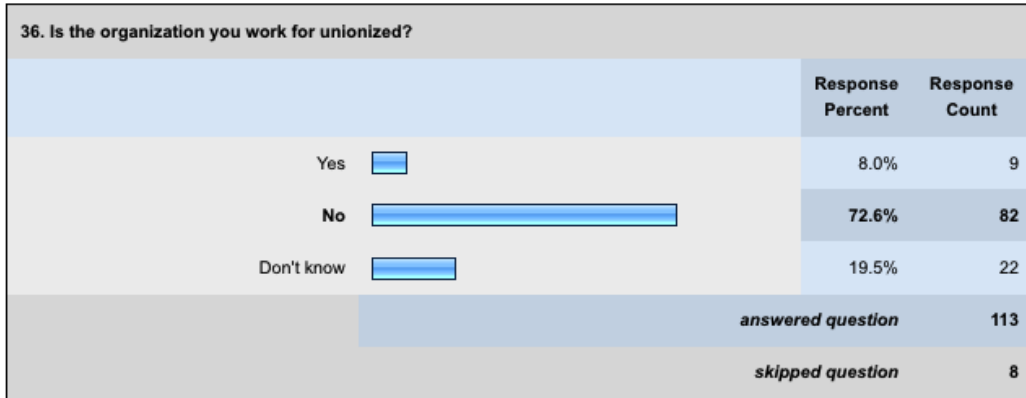 36. Is the organization you work for unionized?
Response Percent Response Count
Yes 8.0% 9
No 72.6% 82
Don't know 19.5% 22
answered question 113
skipped question 8